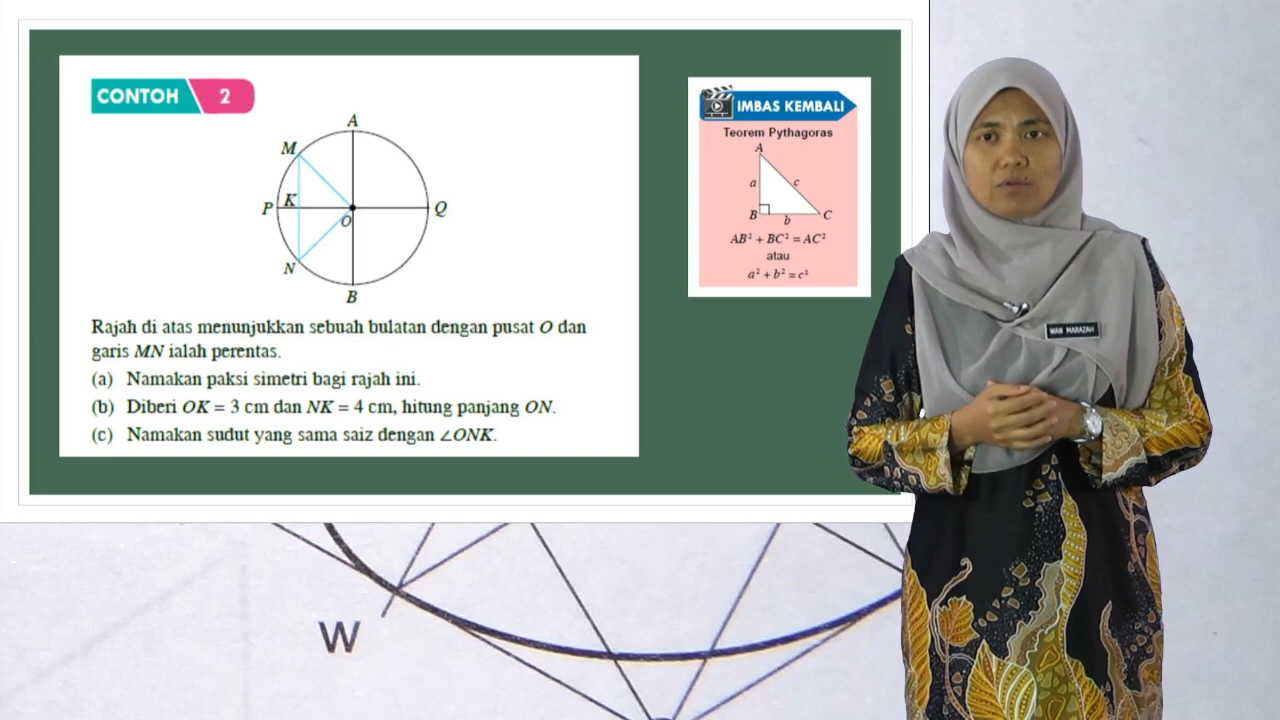 CONTOH 2
A
M
K
P
Q
O
N
B
Rajah di atas menunjukkan sebuah bulatan dengan pusat O dan
garis MN ialah perentas.
(a) Namakan paksi simetri bagi rajah ini.
(b) Diberi OK = 3 cm dan NK = 4 cm, hitung panjang ON.
(c) Namakan sudut yang sama saiz dengan ∠ONK.
IMBAS KEMBALI
Teorem Pythagoras
A
a
c
B
b
C
AB² + BC² = AC²
atau
a² + b² = c²
WAN MARAZAH
W